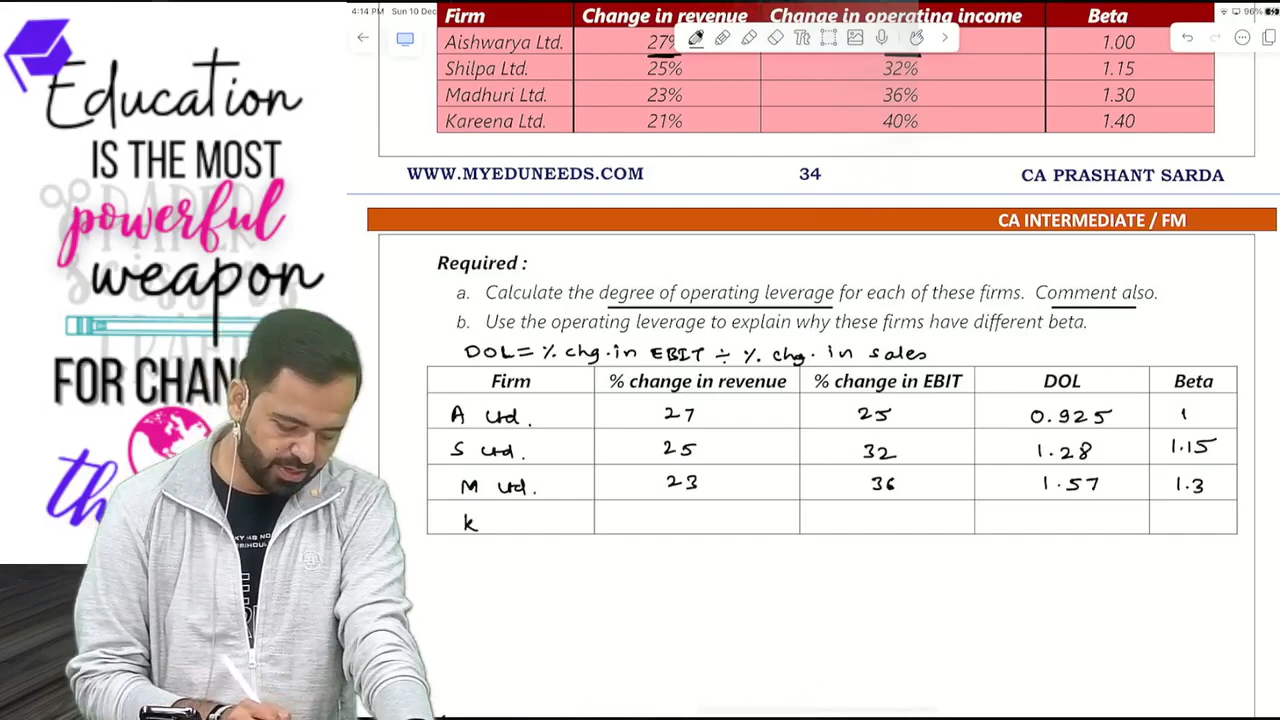 4:14 PM Sun 10 Dec
96%
Education
IS THE MOST
powerful
weapon
FOR CHAN
th
Firm Change in revenue Change in operating income Beta
Aishwarya Ltd. 27% 1.00
Shilpa Ltd. 25% 32% 1.15
Madhuri Ltd. 23% 36% 1.30
Kareena Ltd. 21% 40% 1.40
WWW.MYEDUNEEDS.COM 34 CA PRASHANT SARDA
CA INTERMEDIATE / FM
Required :
a. Calculate the degree of operating leverage for each of these firms. Comment also.
b. Use the operating leverage to explain why these firms have different beta.
DOL = % chg. in EBIT ÷ % chg. in sales
Firm % change in revenue % change in EBIT DOL Beta
A Ltd. 27 25 0.925 1
S Ltd. 25 32 1.28 1.15
M Ltd. 23 36 1.57 1.3
K